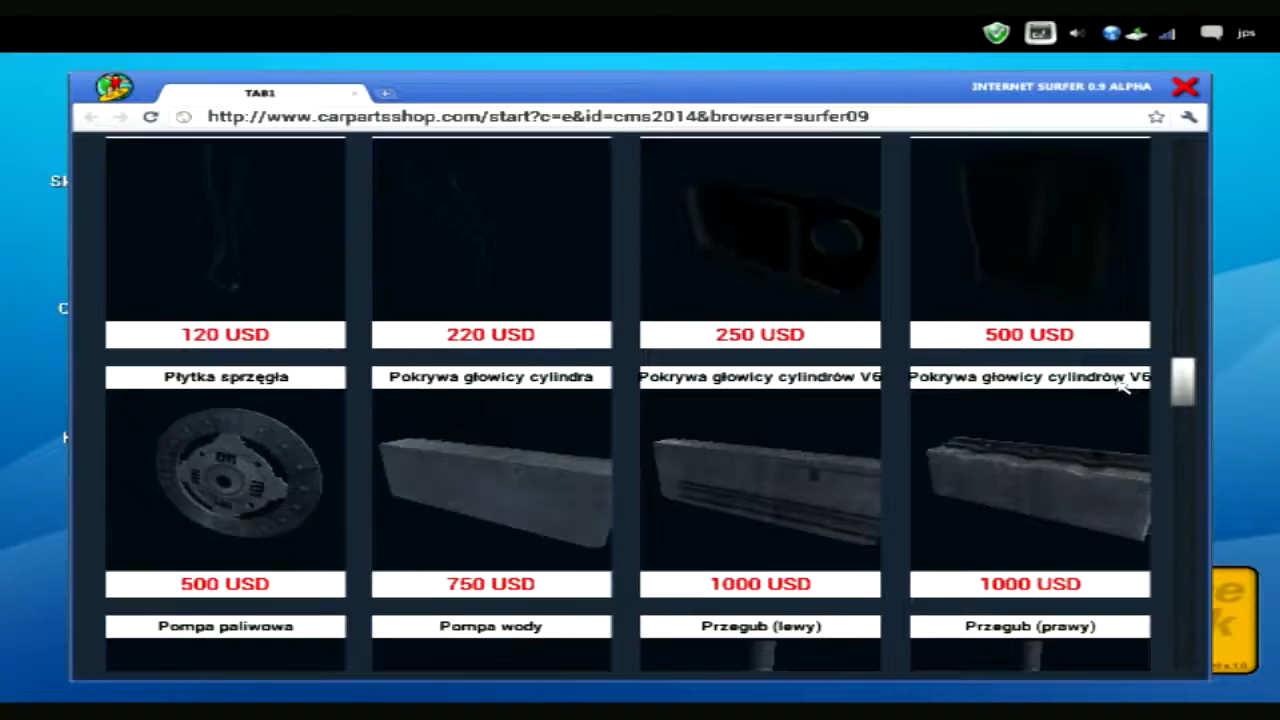 jps
TAB1
INTERNET SURFER 0.9 ALPHA
http://www.carpartsshop.com/start?c=e&id=cms2014&browser=surfer09
120 USD
220 USD
250 USD
500 USD
Płytka sprzęgła
Pokrywa głowicy cylindra
Pokrywa głowicy cylindrów V6
Pokrywa głowicy cylindrów V6
500 USD
750 USD
1000 USD
1000 USD
Pompa paliwowa
Pompa wody
Przegub (lewy)
Przegub (prawy)